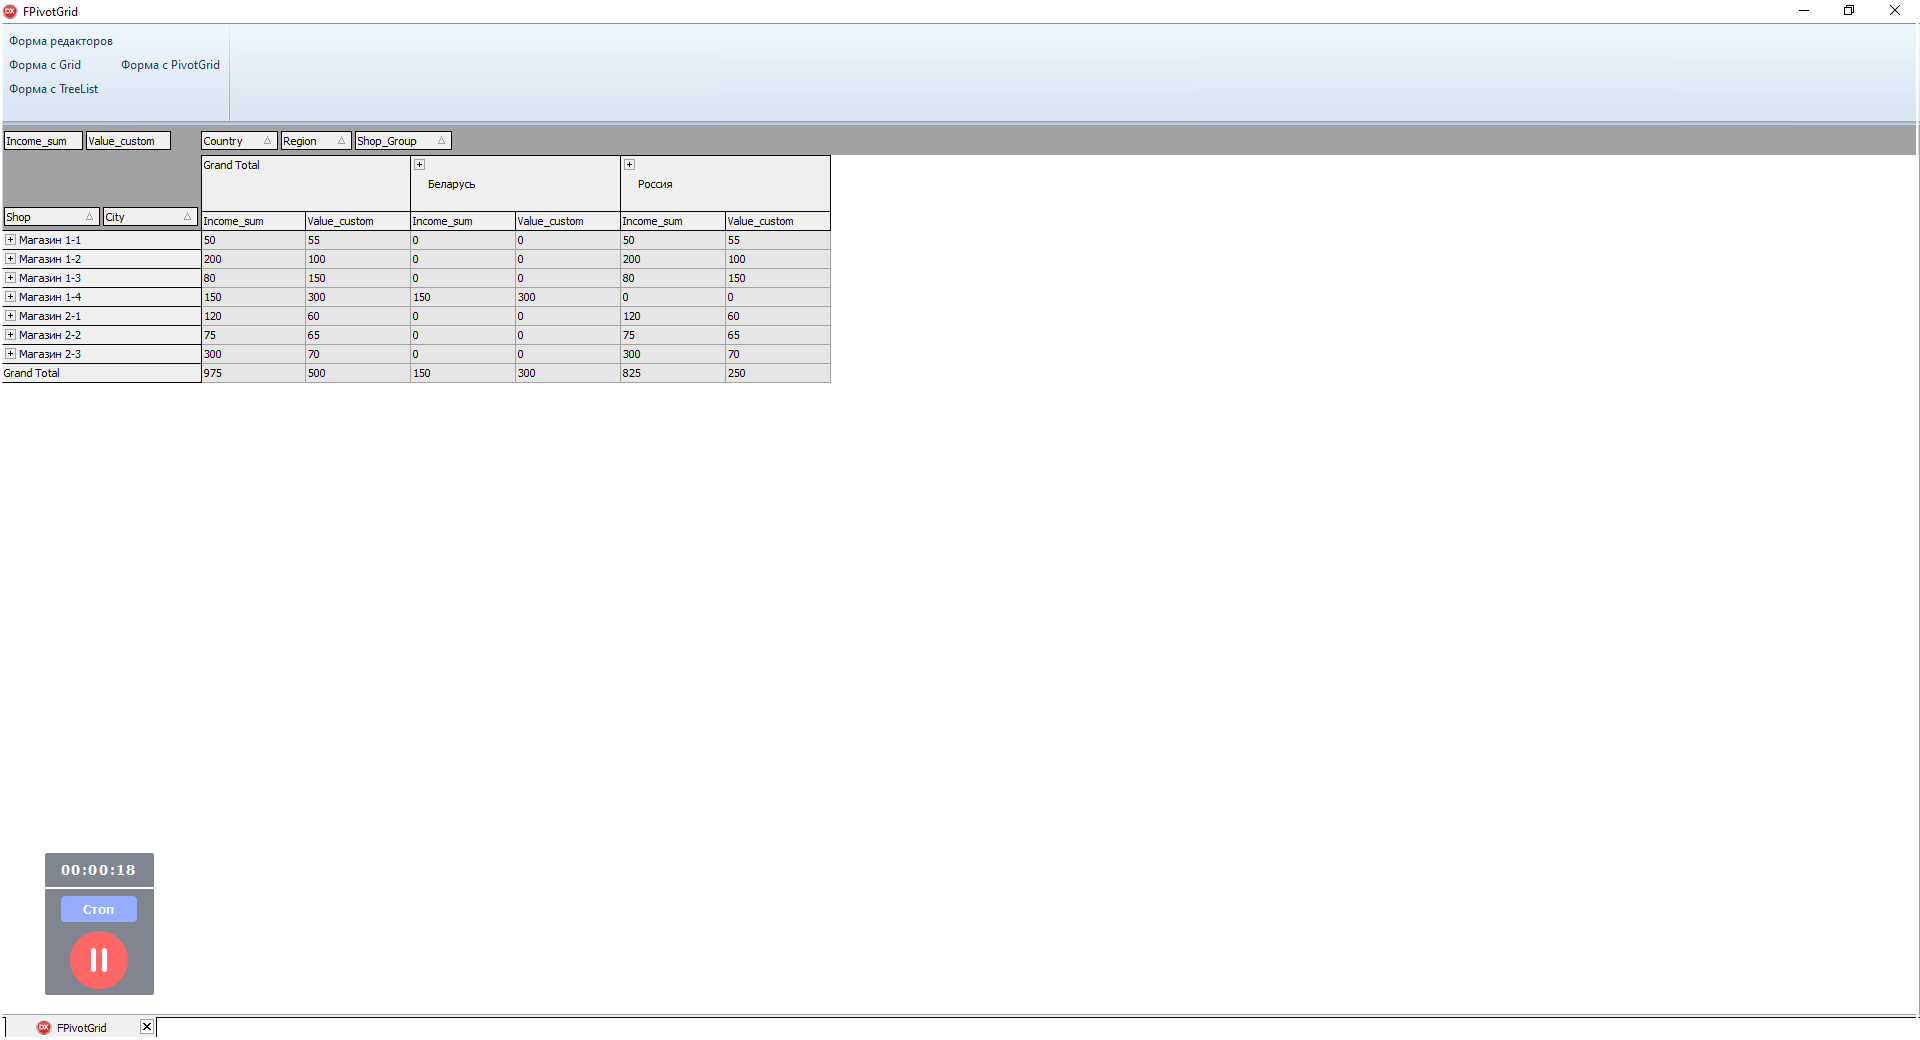 FPivotGrid
Форма редакторов
Форма с Grid Форма с PivotGrid
Форма с TreeList
Income_sum Value_custom Country Region Shop_Group
Grand Total
Беларусь Россия
Shop City Income_sum Value_custom Income_sum Value_custom Income_sum Value_custom
Магазин 1-1 50 55 0 0 50 55
Магазин 1-2 200 100 0 0 200 100
Магазин 1-3 80 150 0 0 80 150
Магазин 1-4 150 300 150 300 0 0
Магазин 2-1 120 60 0 0 120 60
Магазин 2-2 75 65 0 0 75 65
Магазин 2-3 300 70 0 0 300 70
Grand Total 975 500 150 300 825 250
00:00:18
Стоп
FPivotGrid